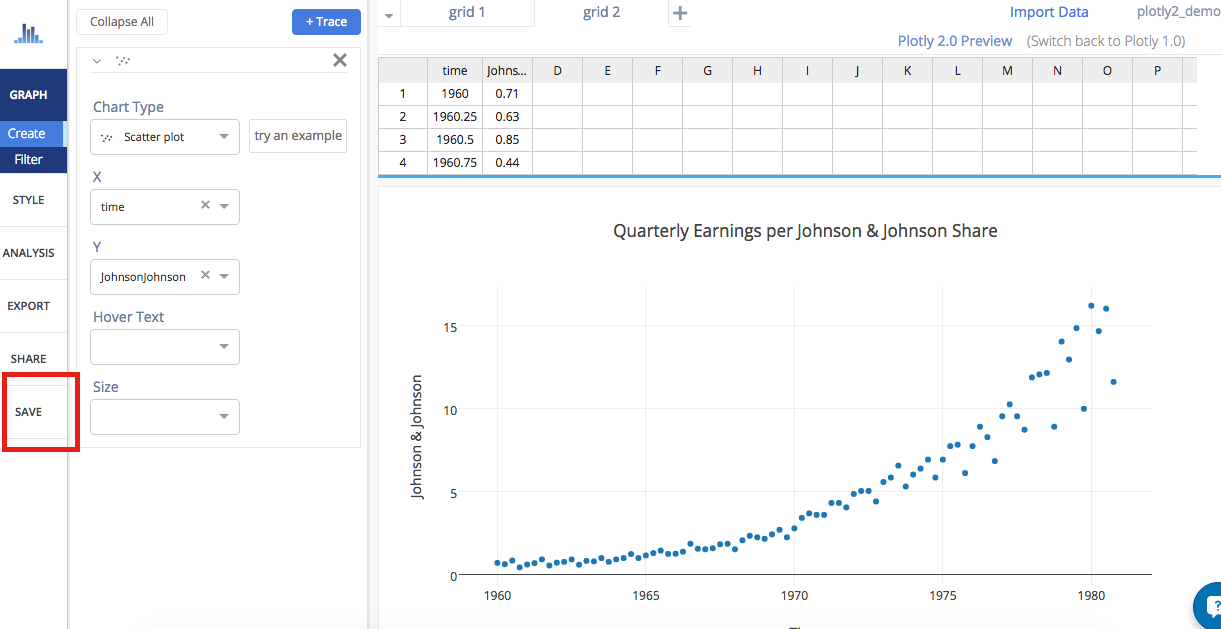 Collapse All
+ Trace
grid 1
grid 2
+
Import Data
plotly2_demo
Plotly 2.0 Preview (Switch back to Plotly 1.0)
GRAPH
Create
Filter
STYLE
ANALYSIS
EXPORT
SHARE
SAVE
Chart Type
Scatter plot
try an example
X
time
Y
JohnsonJohnson
Hover Text
Size
time Johns... D E F G H I J K L M N O P
1 1960 0.71
2 1960.25 0.63
3 1960.5 0.85
4 1960.75 0.44
Quarterly Earnings per Johnson & Johnson Share
Johnson & Johnson
15
10
5
0
1960 1965 1970 1975 1980
?